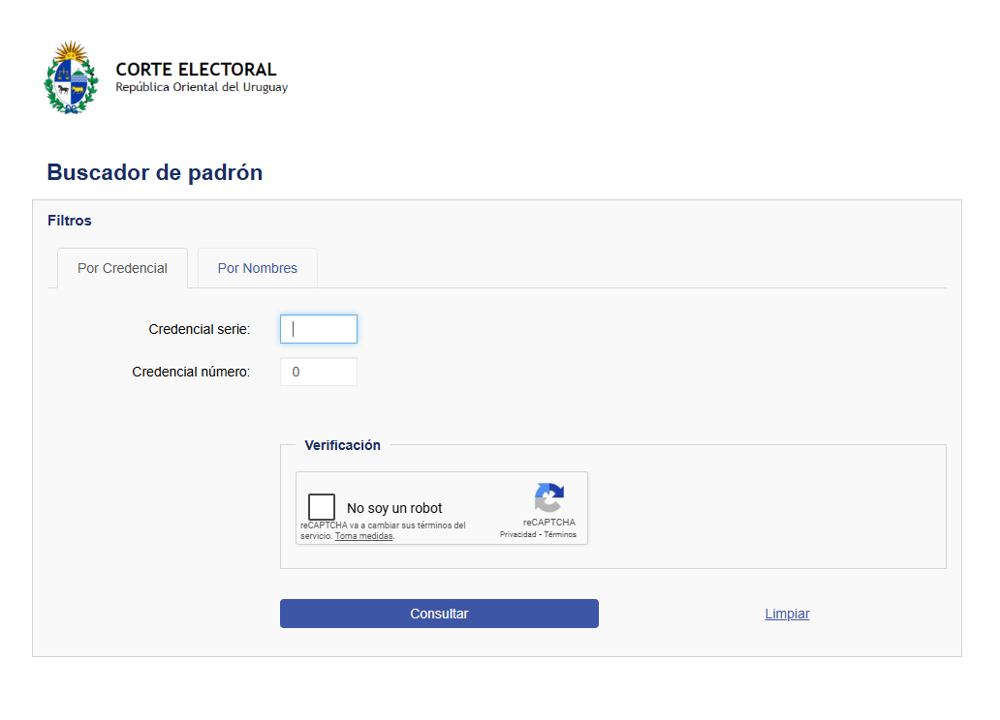 CORTE ELECTORAL
República Oriental del Uruguay
Buscador de padrón
Filtros
Por Credencial
Por Nombres
Credencial serie:
Credencial número: 0
Verificación
No soy un robot
reCAPTCHA va a cambiar sus términos del
servicio. Toma medidas.
reCAPTCHA
Privacidad - Términos
Consultar
Limpiar